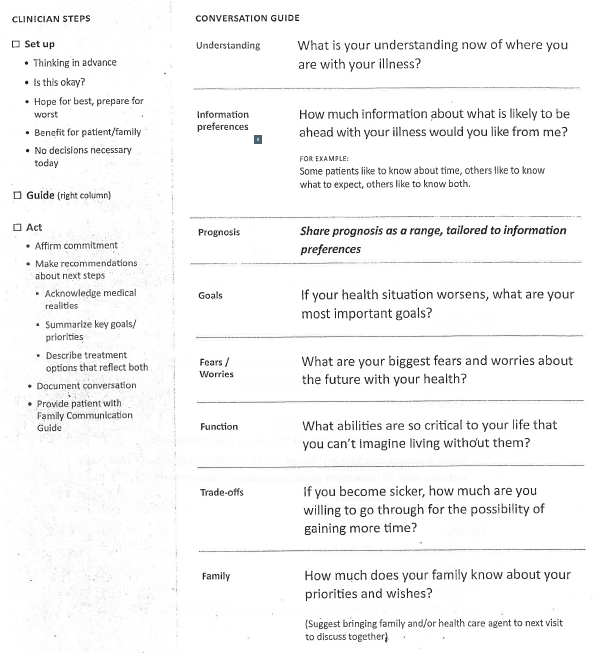 CLINICIAN STEPS
☐ Set up
• Thinking in advance
• Is this okay?
• Hope for best, prepare for
worst
• Benefit for patient/family
• No decisions necessary
today
☐ Guide (right column)
☐ Act
• Affirm commitment
• Make recommendations
about next steps
▪ Acknowledge medical
realities
▪ Summarize key goals/
priorities
▪ Describe treatment
options that reflect both
• Document conversation
• Provide patient with
Family Communication
Guide
CONVERSATION GUIDE
Understanding
What is your understanding now of where you
are with your illness?
Information
preferences
How much information about what is likely to be
ahead with your illness would you like from me?
FOR EXAMPLE:
Some patients like to know about time, others like to know
what to expect, others like to know both.
Prognosis
Share prognosis as a range, tailored to information
preferences
Goals
If your health situation worsens, what are your
most important goals?
Fears /
Worries
What are your biggest fears and worries about
the future with your health?
Function
What abilities are so critical to your life that
you can't imagine living without them?
Trade-offs
If you become sicker, how much are you
willing to go through for the possibility of
gaining more time?
Family
How much does your family know about your
priorities and wishes?
(Suggest bringing family and/or health care agent to next visit
to discuss together)